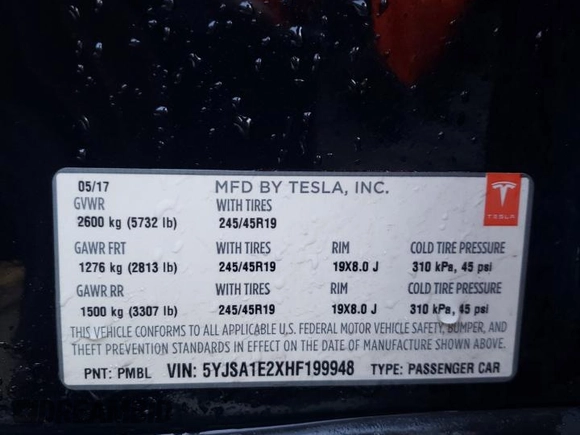 05/17 MFD BY TESLA, INC.
GVWR WITH TIRES
2600 kg (5732 lb) 245/45R19
TESLA
GAWR FRT WITH TIRES RIM COLD TIRE PRESSURE
1276 kg (2813 lb) 245/45R19 19X8.0 J 310 kPa, 45 psi
GAWR RR WITH TIRES RIM COLD TIRE PRESSURE
1500 kg (3307 lb) 245/45R19 19X8.0 J 310 kPa, 45 psi
THIS VEHICLE CONFORMS TO ALL APPLICABLE U.S. FEDERAL MOTOR VEHICLE SAFETY, BUMPER, AND
THEFT PREVENTION STANDARDS IN EFFECT ON THE DATE OF MANUFACTURE SHOWN ABOVE.
PNT: PMBL VIN: 5YJSA1E2XHF199948 TYPE: PASSENGER CAR